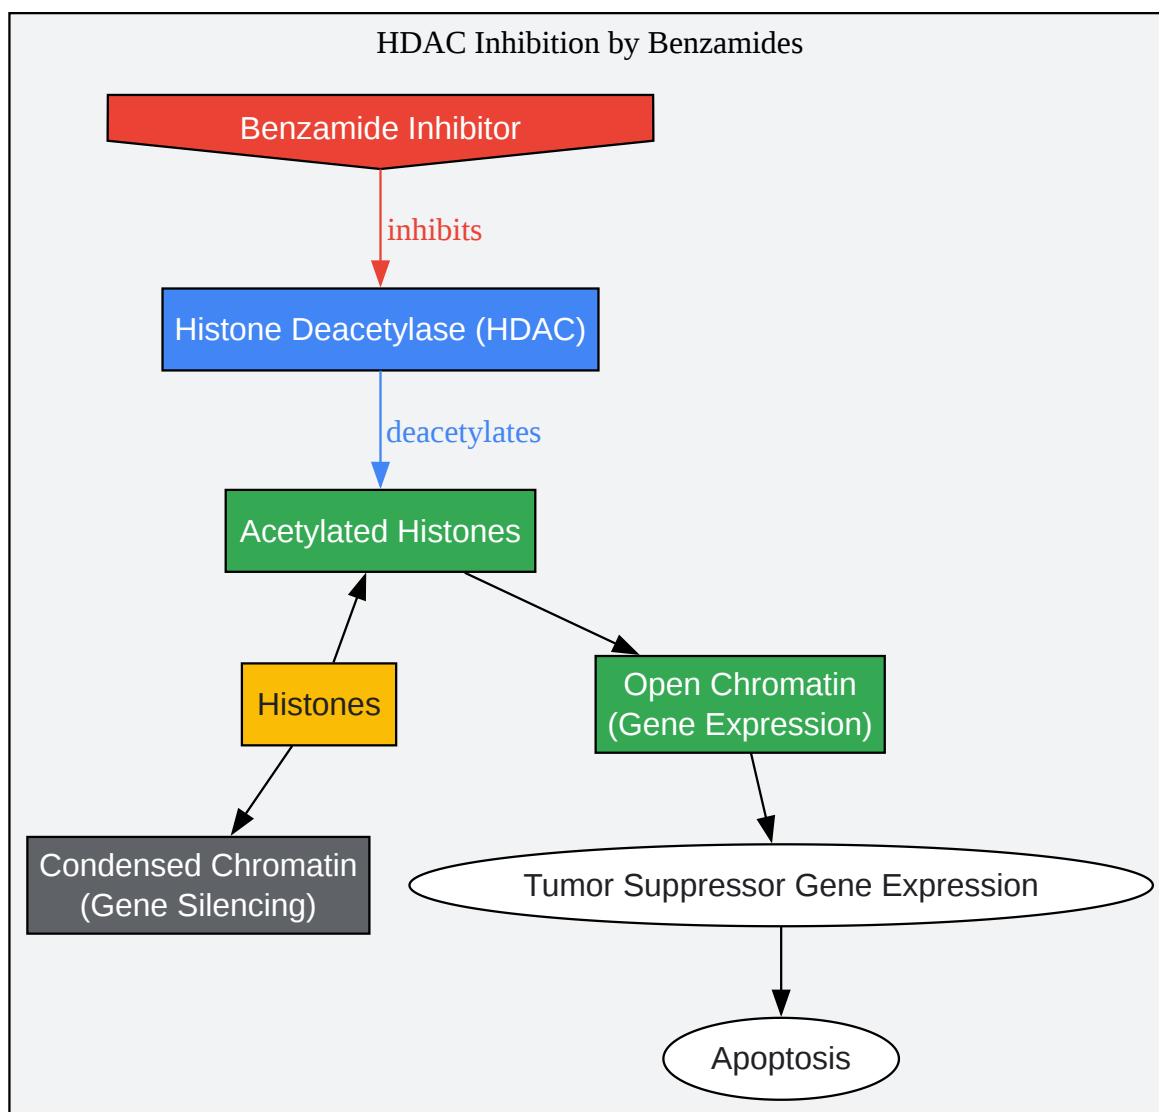 HDAC Inhibition by Benzamides
Benzamide Inhibitor
inhibits
Histone Deacetylase (HDAC)
deacetylates
Acetylated Histones
Histones
Open Chromatin
(Gene Expression)
Condensed Chromatin
(Gene Silencing)
Tumor Suppressor Gene Expression
Apoptosis